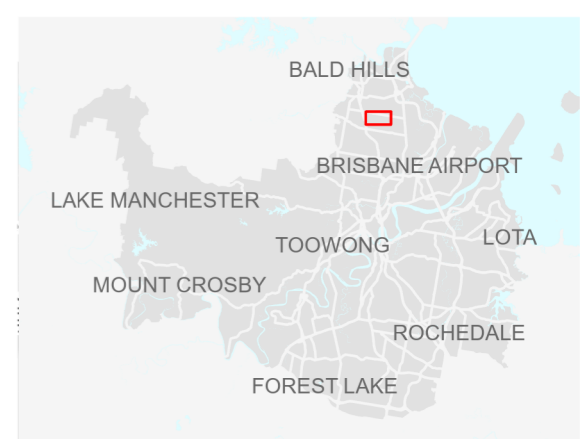 BALD HILLS
BRISBANE AIRPORT
LAKE MANCHESTER
TOOWONG
LOTA
MOUNT CROSBY
ROCHEDALE
FOREST LAKE